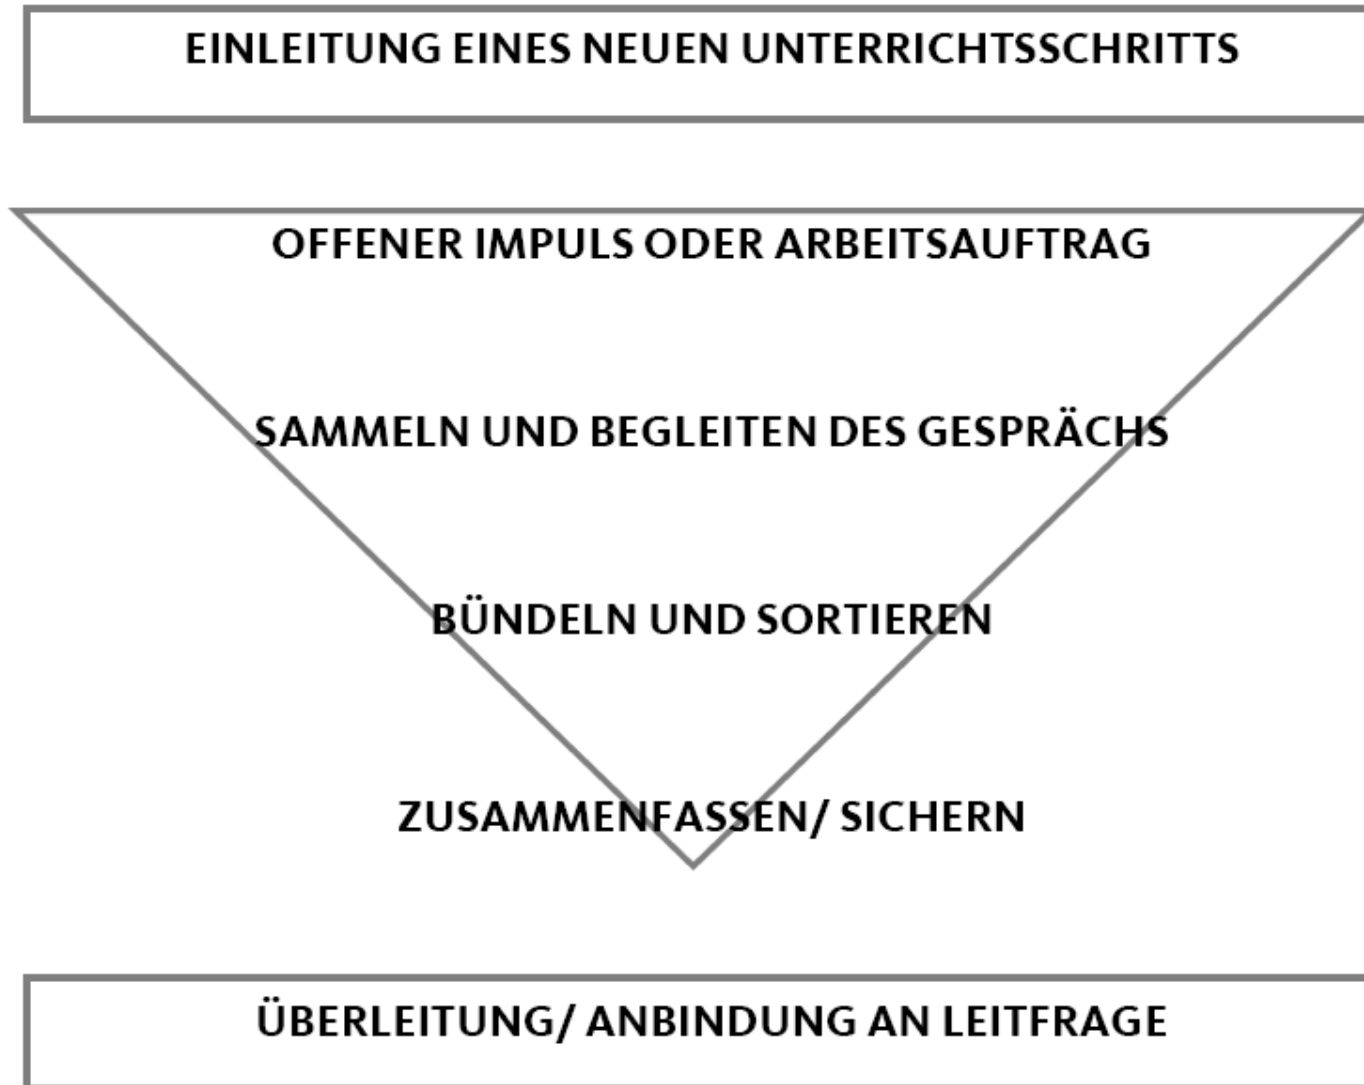 EINLEITUNG EINES NEUEN UNTERRICHTSSCHRITTS
OFFENER IMPULS ODER ARBEITSAUFTRAG
SAMMELN UND BEGLEITEN DES GESPRÄCHS
BÜNDELN UND SORTIEREN
ZUSAMMENFASSEN/ SICHERN
ÜBERLEITUNG/ ANBINDUNG AN LEITFRAGE